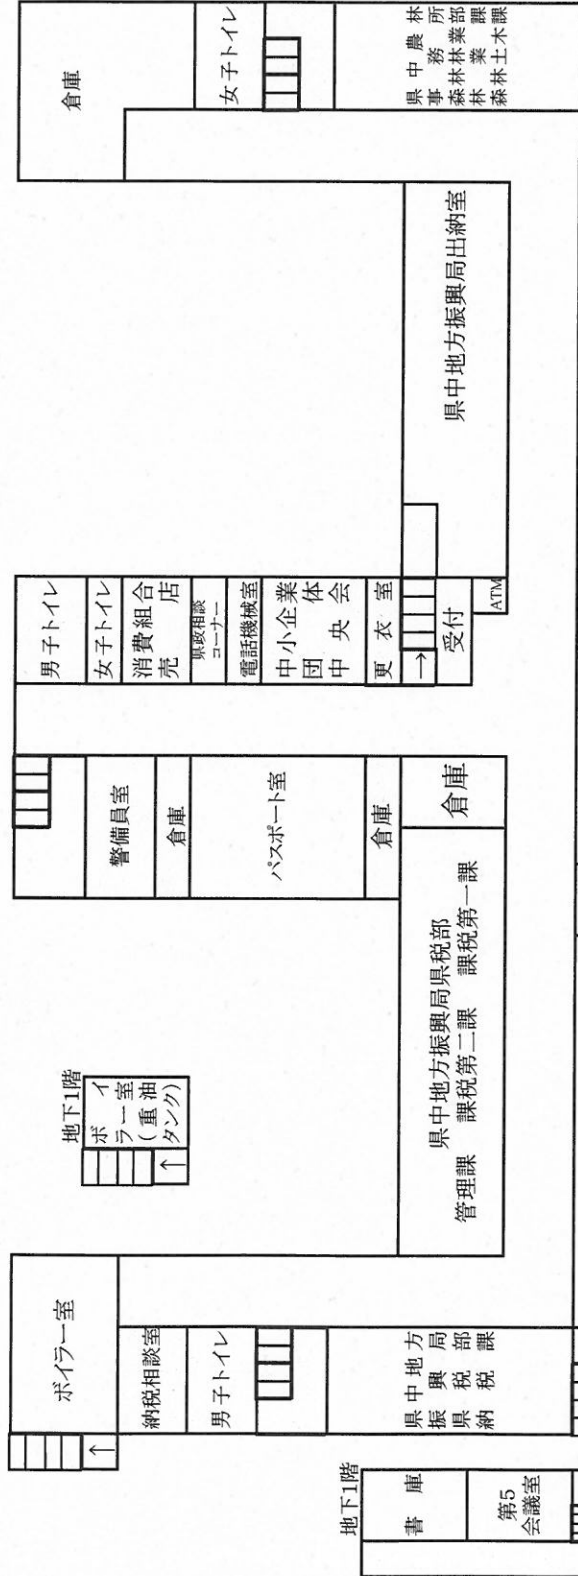 倉庫
女子トイレ
県中農林
事務所
森林林業部
林業課
森林土木課
県中地方振興局出納室
男子トイレ
女子トイレ
消費組合
売店
県政相談
コーナー
電話機械室
中小企業
団体
中央会
更衣室
→
受付
ATM
警備員室
倉庫
パスポート室
倉庫
倉庫
県中地方振興局県税部
管理課 課税第二課 課税第一課
地下1階
ボイ
ラー室
(重油
タンク)
→
ボイラー室
→
納税相談室
男子トイレ
県中地方
振興局
県税部
納税課
地下1階
書庫
第5
会議室